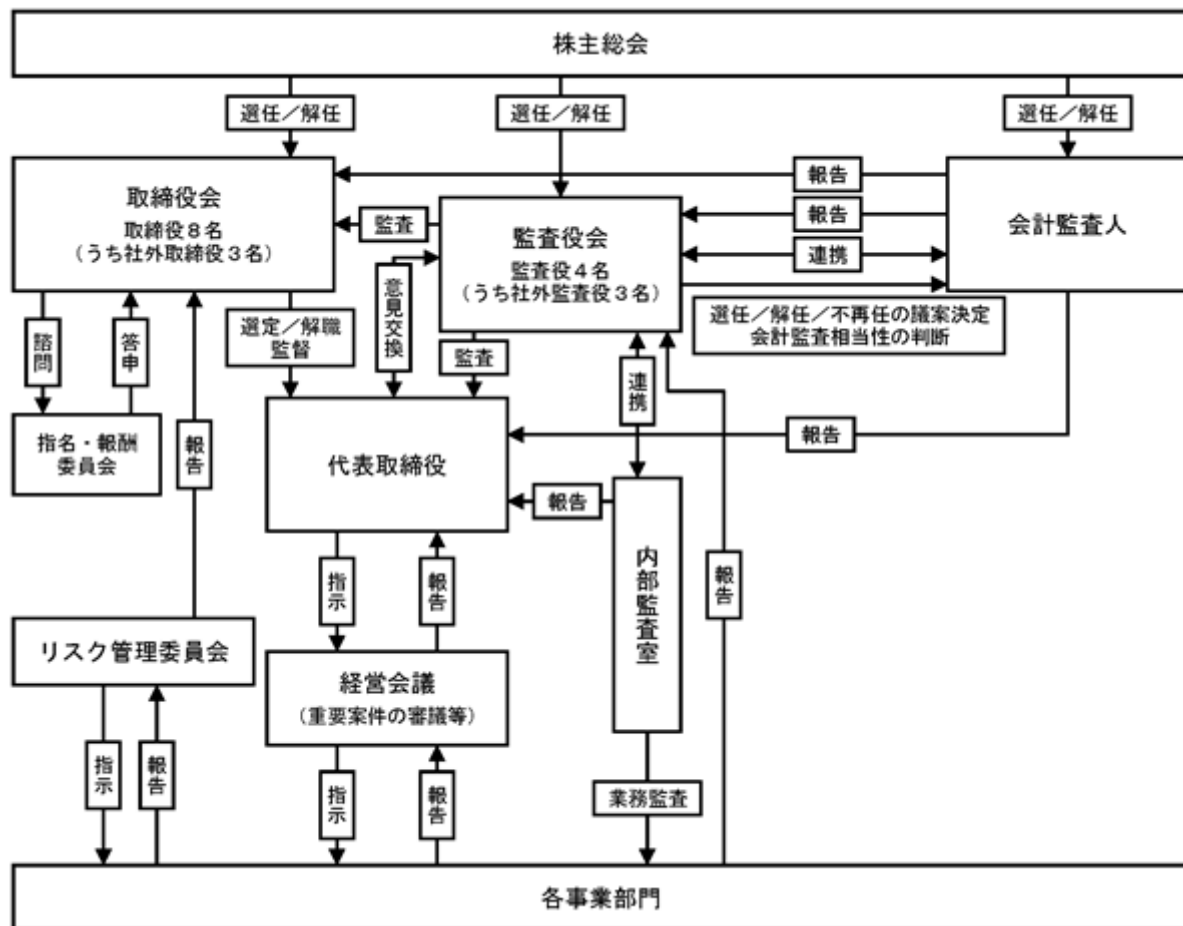 株主総会
選任／解任
選任／解任
選任／解任
取締役会
取締役８名
（うち社外取締役３名）
監査
監査役会
監査役４名
（うち社外監査役３名）
報告
報告
連携
会計監査人
選任／解任／不再任の議案決定
会計監査相当性の判断
諮問
答申
選定／解職
監督
意見交換
監査
連携
指名・報酬
委員会
報告
代表取締役
報告
報告
内部監査室
報告
指示
報告
リスク管理委員会
経営会議
（重要案件の審議等）
指示
報告
指示
報告
業務監査
各事業部門